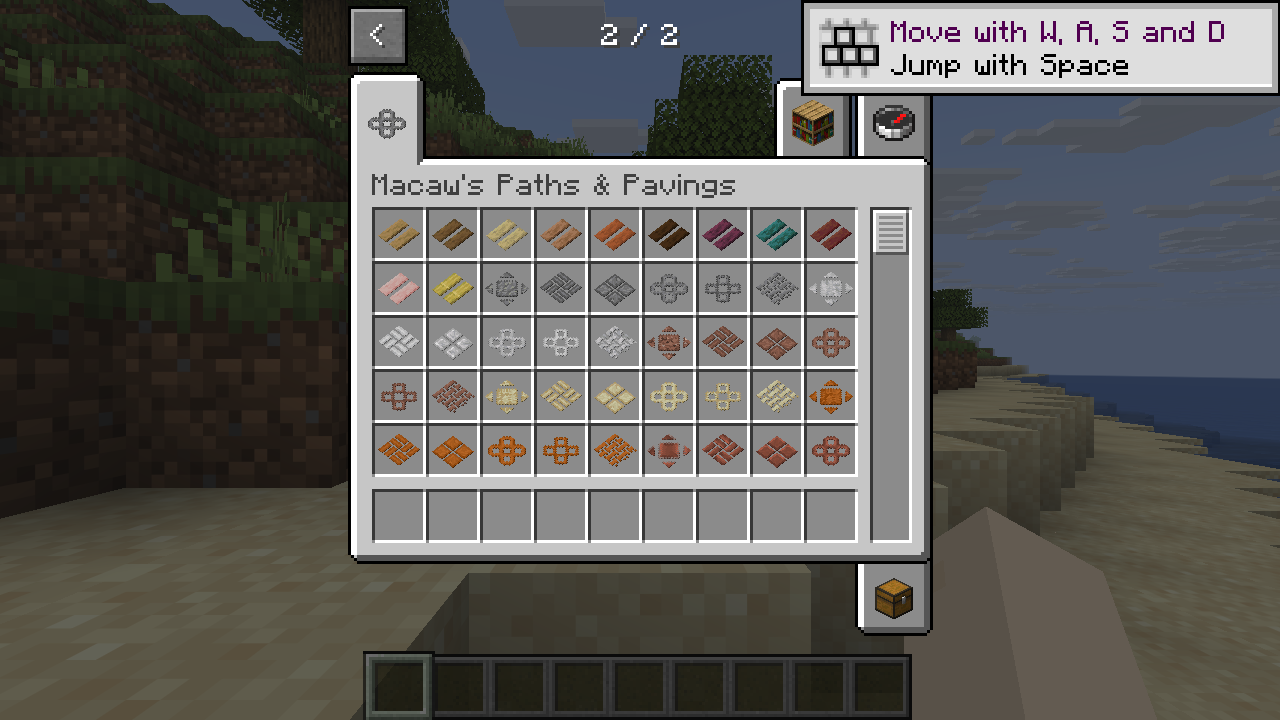 <
2 / 2
Move with W, A, S and D
Jump with Space
Macaw's Paths & Pavings